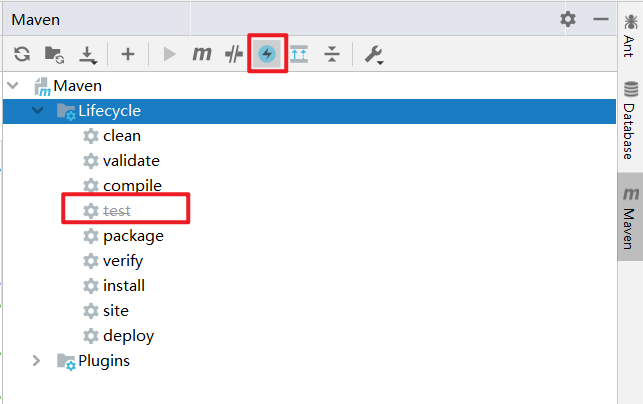 Maven
m
Maven
Lifecycle
clean
validate
compile
test
package
verify
install
site
deploy
Plugins
Ant
Database
m
Maven